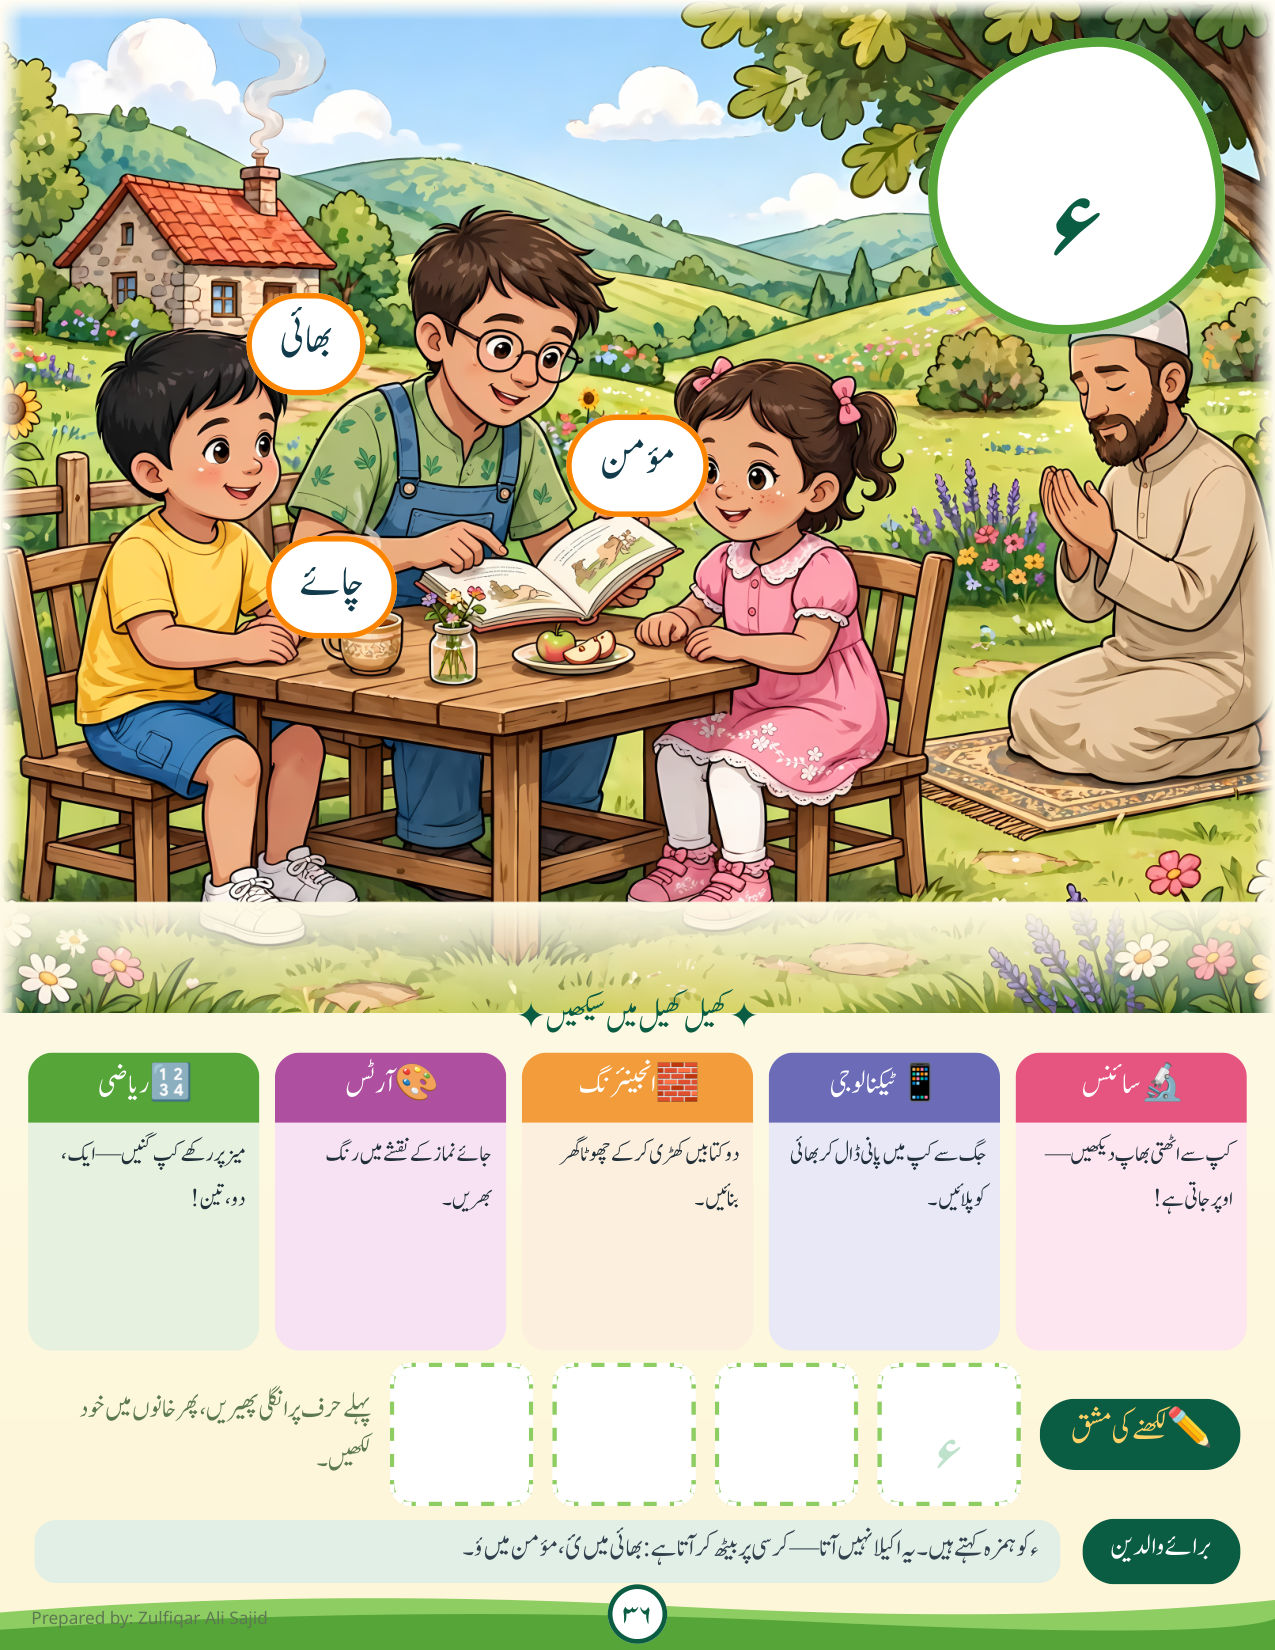 ء
بھائی
مؤمن
چائے
✦ کھیل کھیل میں سیکھیں ✦
🔬 سائنس
کپ سے اٹھتی بھاپ دیکھیں —
اوپر جاتی ہے!
📱 ٹیکنالوجی
جگ سے کپ میں پانی ڈال کر بھائی
کو پلائیں۔
🧱 انجینئرنگ
دو کتابیں کھڑی کر کے چھوٹا گھر
بنائیں۔
🎨 آرٹس
جائے نماز کے نقشے میں رنگ
بھریں۔
🔢 ریاضی
میز پر رکھے کپ گنیں — ایک،
دو، تین!
✏️ لکھنے کی مشق
ء
پہلے حرف پر انگلی پھیریں، پھر خانوں میں خود
لکھیں۔
برائے والدین
ء کو ہمزہ کہتے ہیں۔ یہ اکیلا نہیں آتا — کرسی پر بیٹھ کر آتا ہے: بھائی میں ئ، مؤمن میں ؤ۔
Prepared by: Zulfiqar Ali Sajid
۳۶